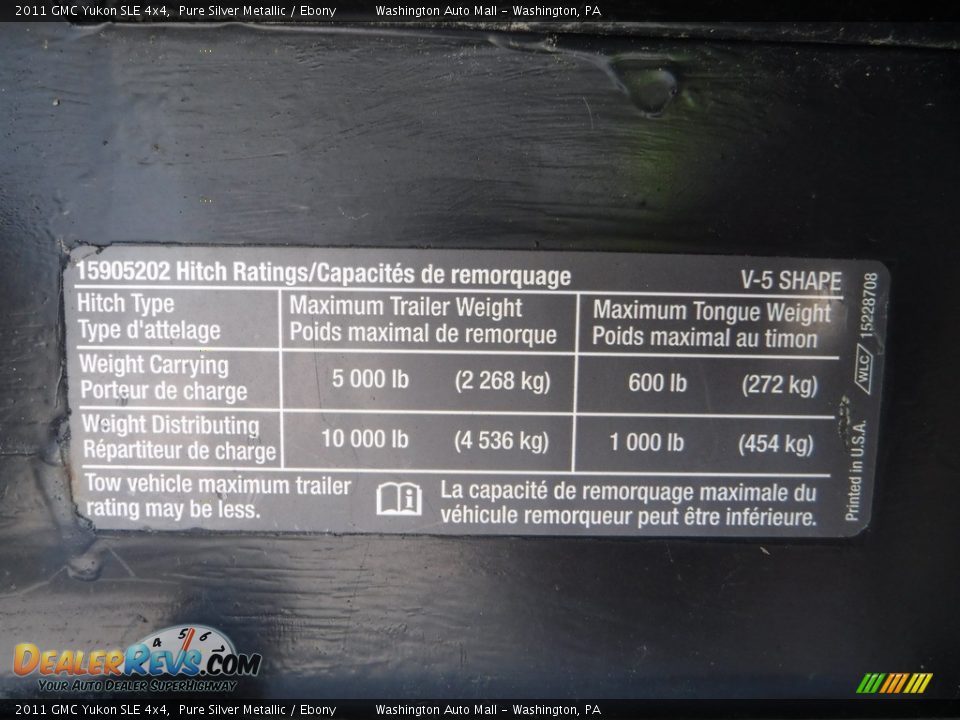 2011 GMC Yukon SLE 4x4, Pure Silver Metallic / Ebony Washington Auto Mall - Washington, PA
15905202 Hitch Ratings/Capacités de remorquage V-5 SHAPE
Hitch Type Maximum Trailer Weight Maximum Tongue Weight
Type d'attelage Poids maximal de remorque Poids maximal au timon
Weight Carrying
Porteur de charge 5 000 lb (2 268 kg) 600 lb (272 kg)
Weight Distributing
Répartiteur de charge 10 000 lb (4 536 kg) 1 000 lb (454 kg)
Tow vehicle maximum trailer
rating may be less.
La capacité de remorquage maximale du
véhicule remorqueur peut être inférieure.
Printed in U.S.A. WLC 15228708
4 5 6
DEALERREVS.COM
YOUR AUTO DEALER SUPERHIGHWAY
2011 GMC Yukon SLE 4x4, Pure Silver Metallic / Ebony Washington Auto Mall - Washington, PA